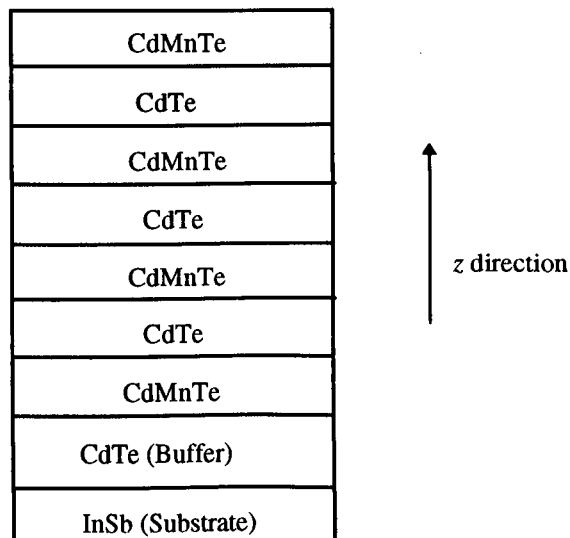 CdMnTe
CdTe
CdMnTe
CdTe
CdMnTe
CdTe
CdMnTe
CdTe (Buffer)
InSb (Substrate)
z direction